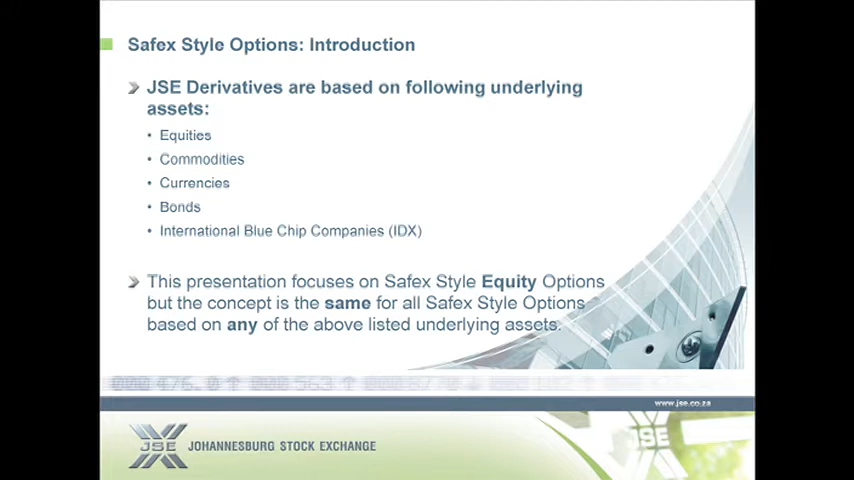 Safex Style Options: Introduction
JSE Derivatives are based on following underlying
assets:
• Equities
• Commodities
• Currencies
• Bonds
• International Blue Chip Companies (IDX)
This presentation focuses on Safex Style Equity Options
but the concept is the same for all Safex Style Options
based on any of the above listed underlying assets.
www.jse.co.za
JSE
JOHANNESBURG STOCK EXCHANGE
JSE